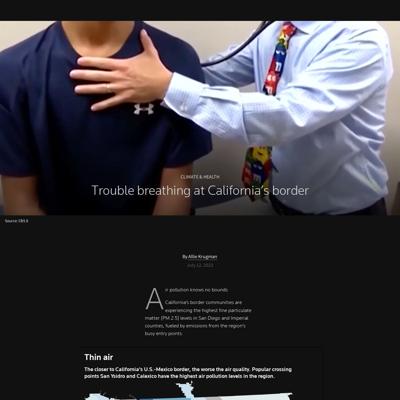 CLIMATE & HEALTH
Trouble breathing at California's border
Source: CBS 8
By Allie Krugman
July 12, 2023
Air pollution knows no bounds.
California's border communities are
experiencing the highest fine particulate
matter (PM 2.5) levels in San Diego and Imperial
counties, fueled by emissions from the region's
busy entry points.
Thin air
The closer to California's U.S.-Mexico border, the worse the air quality. Popular crossing
points San Ysidro and Calexico have the highest air pollution levels in the region.